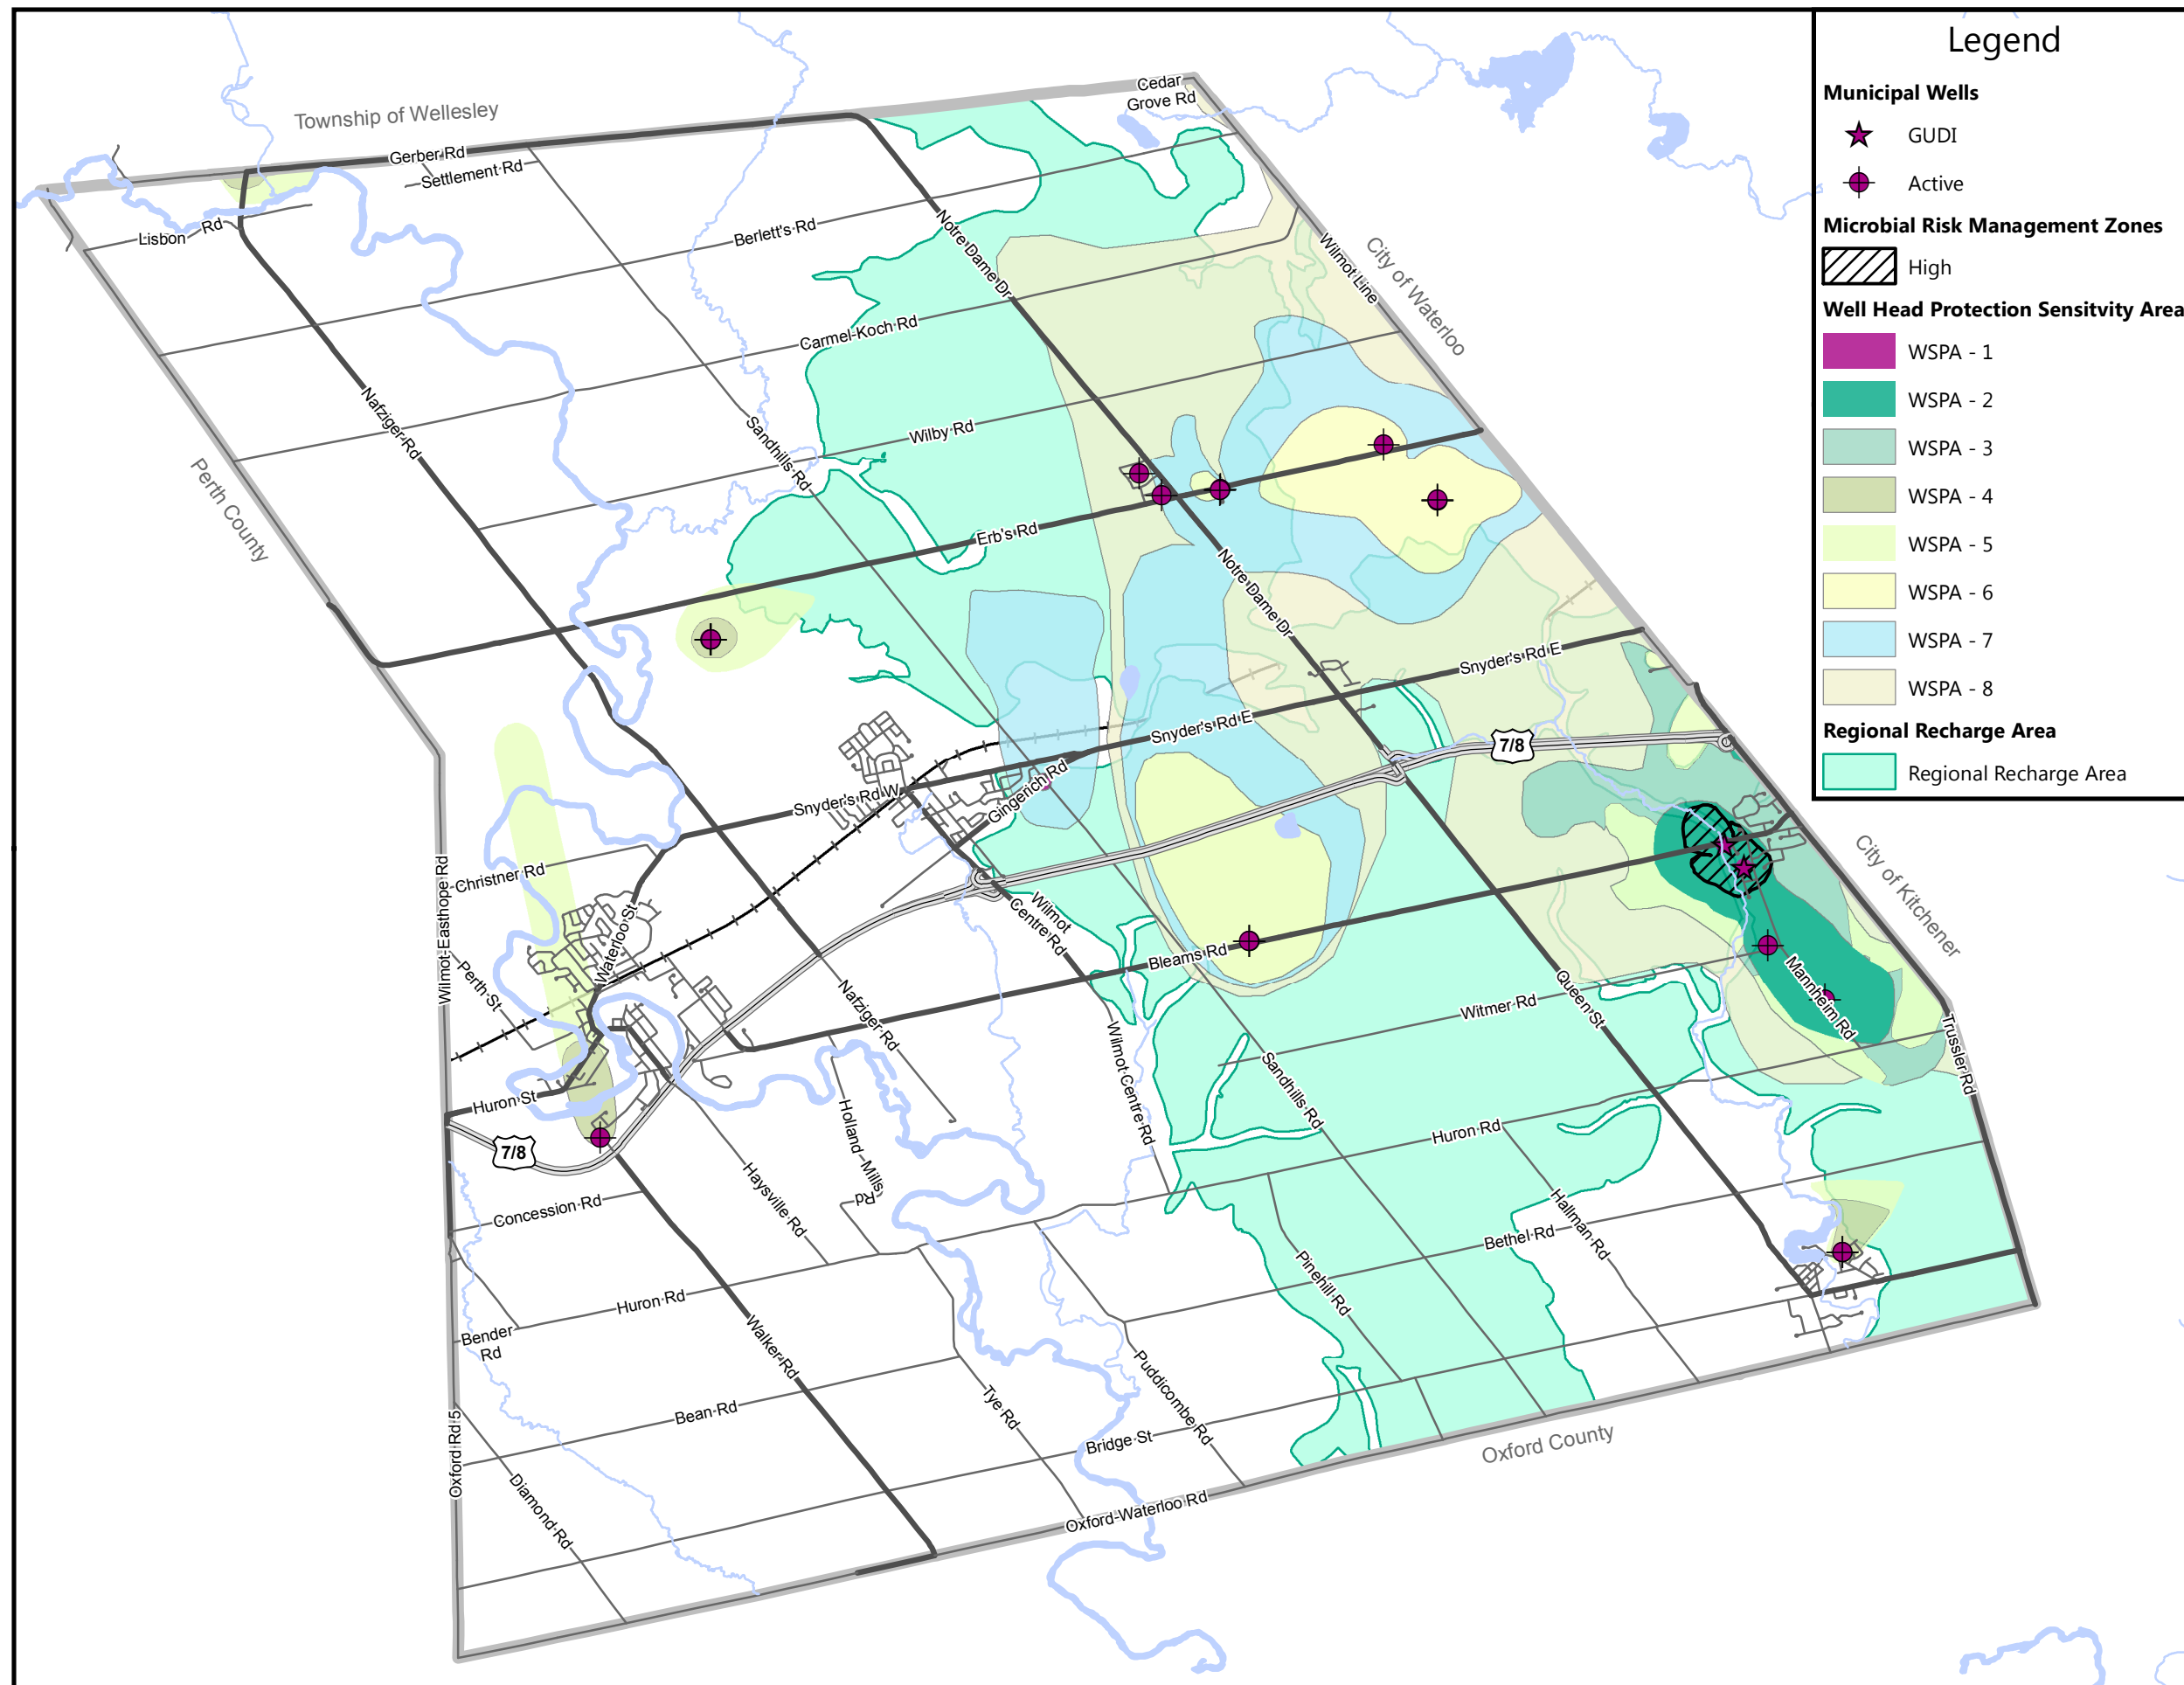 Legend
Municipal Wells
GUDI
Active
Microbial Risk Management Zones
High
Well Head Protection Sensitvity Area
WSPA - 1
WSPA - 2
WSPA - 3
WSPA - 4
WSPA - 5
WSPA - 6
WSPA - 7
WSPA - 8
Regional Recharge Area
Regional Recharge Area
Township of Wellesley
Cedar
Grove Rd
Gerber Rd
Settlement Rd
Lisbon Rd
Berlett's Rd
Notre Dame Dr
Wilmot Line
City of Waterloo
Carmel-Koch Rd
Nafziger Rd
Sandhills Rd
Wilby Rd
Perth County
Erb's Rd
Notre Dame Dr
Snyder's Rd E
Snyder's Rd E
7/8
Gingerich Rd
Snyder's Rd W
Christner Rd
Wilmot-Easthope Rd
Waterloo St
Perth St
Wilmot
Centre Rd
Bleams Rd
City of Kitchener
Mannheim Rd
Queen St
Witmer Rd
Nafziger Rd
Trussler Rd
Wilmot Centre Rd
Sandhills Rd
Huron St
7/8
Holland Mills
Rd
Haysville Rd
Huron Rd
Concession Rd
Hallman Rd
Bethel Rd
Pinehill Rd
Huron Rd
Bender
Rd
Walker Rd
Puddicombe Rd
Tye Rd
Bean Rd
Bridge St
Oxford Rd 5
Diamond Rd
Oxford-Waterloo Rd
Oxford County